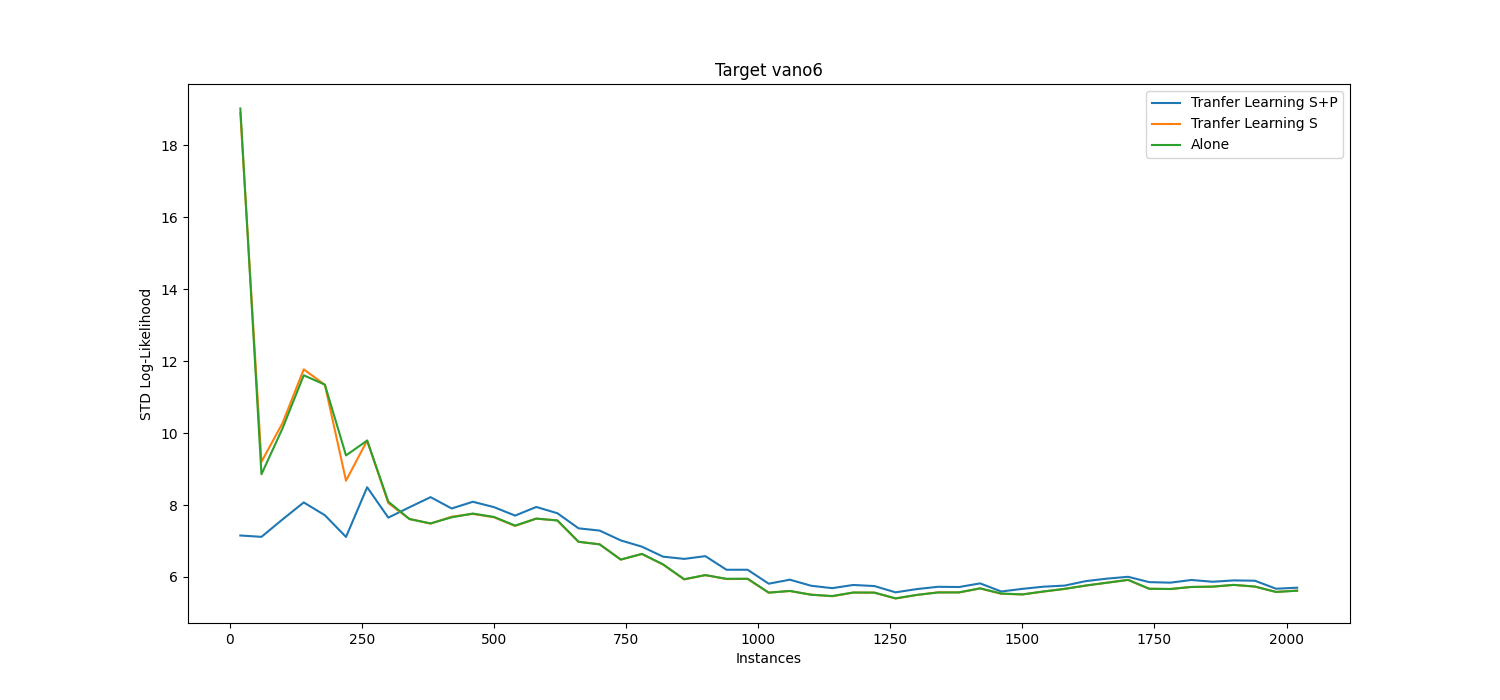 Target vano6
Tranfer Learning S+P
Tranfer Learning S
Alone
18
16
14
12
10
8
6
STD Log-Likelihood
0 250 500 750 1000 1250 1500 1750 2000
Instances